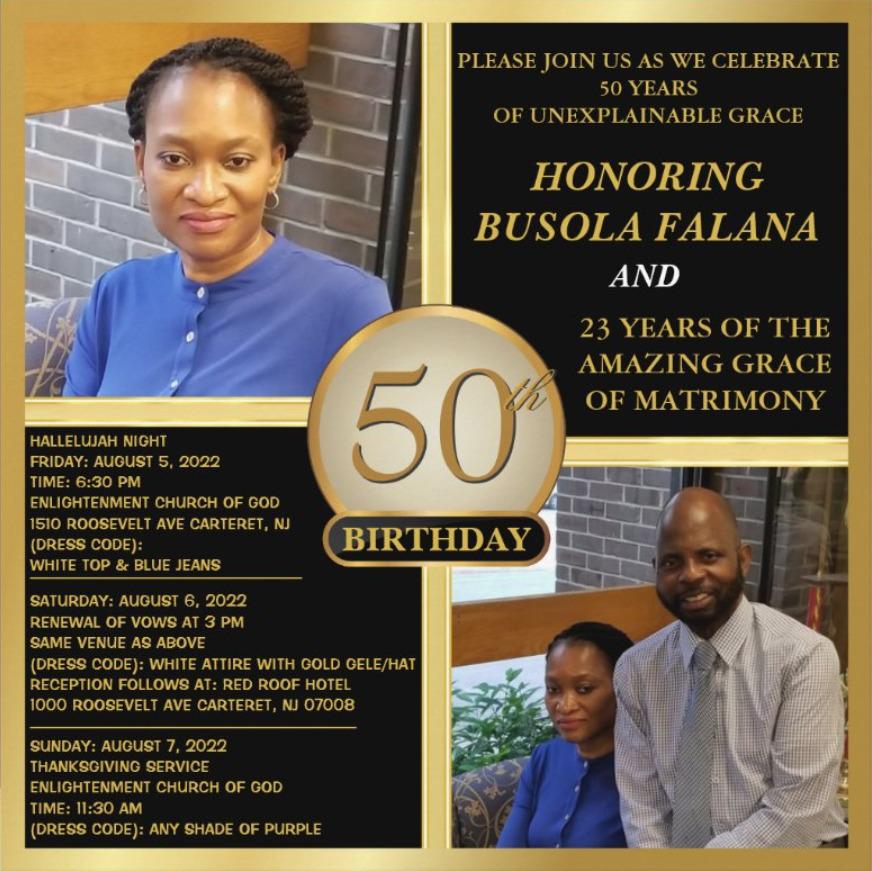 PLEASE JOIN US AS WE CELEBRATE
50 YEARS
OF UNEXPLAINABLE GRACE
HONORING
BUSOLA FALANA
AND
23 YEARS OF THE
AMAZING GRACE
OF MATRIMONY
50th
BIRTHDAY
HALLELUJAH NIGHT
FRIDAY: AUGUST 5, 2022
TIME: 6:30 PM
ENLIGHTENMENT CHURCH OF GOD
1510 ROOSEVELT AVE CARTERET, NJ
(DRESS CODE):
WHITE TOP & BLUE JEANS
SATURDAY: AUGUST 6, 2022
RENEWAL OF VOWS AT 3 PM
SAME VENUE AS ABOVE
(DRESS CODE): WHITE ATTIRE WITH GOLD GELE/HAT
RECEPTION FOLLOWS AT: RED ROOF HOTEL
1000 ROOSEVELT AVE CARTERET, NJ 07008
SUNDAY: AUGUST 7, 2022
THANKSGIVING SERVICE
ENLIGHTENMENT CHURCH OF GOD
TIME: 11:30 AM
(DRESS CODE): ANY SHADE OF PURPLE